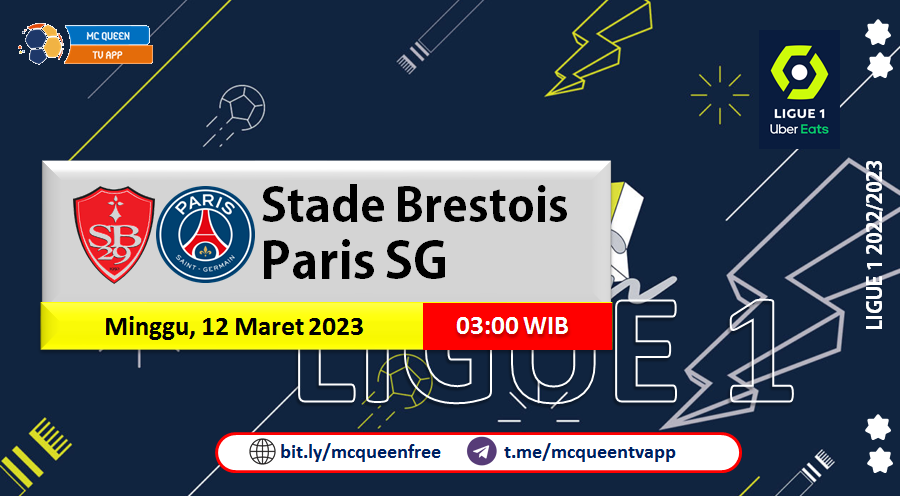 MC QUEEN
TV APP
LIGUE 1
Uber Eats
SB
29
PARIS
SAINT-GERMAIN
Stade Brestois
Paris SG
Minggu, 12 Maret 2023
03:00 WIB
LIGUE 1
LIGUE 1 2022/2023
bit.ly/mcqueenfree
t.me/mcqueentvapp